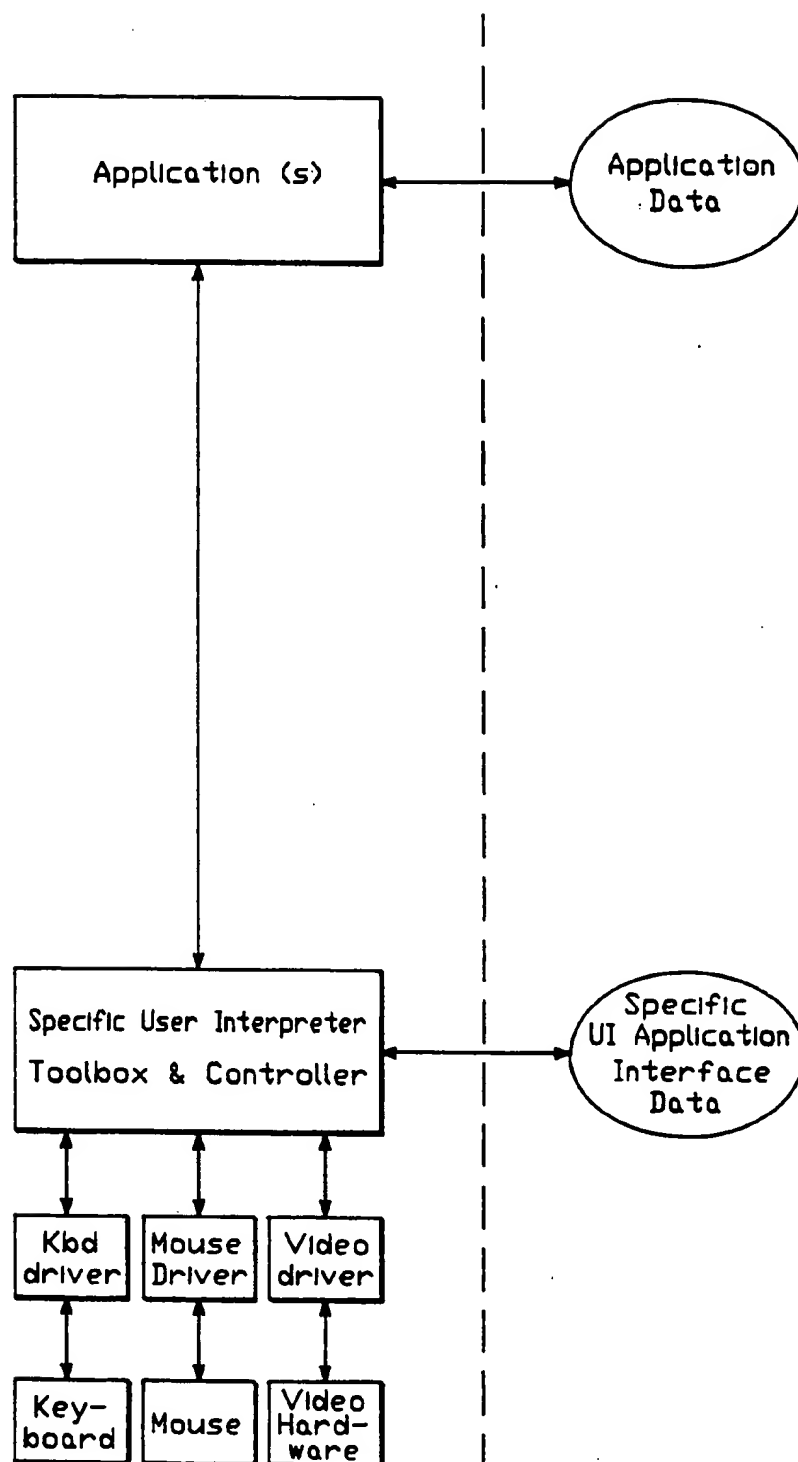 Application (s)
Application
Data
Specific User Interpreter
Toolbox & Controller
Specific
UI Application
Interface
Data
Kbd
driver
Mouse
Driver
Video
driver
Key-
board
Mouse
Video
Hard-
ware